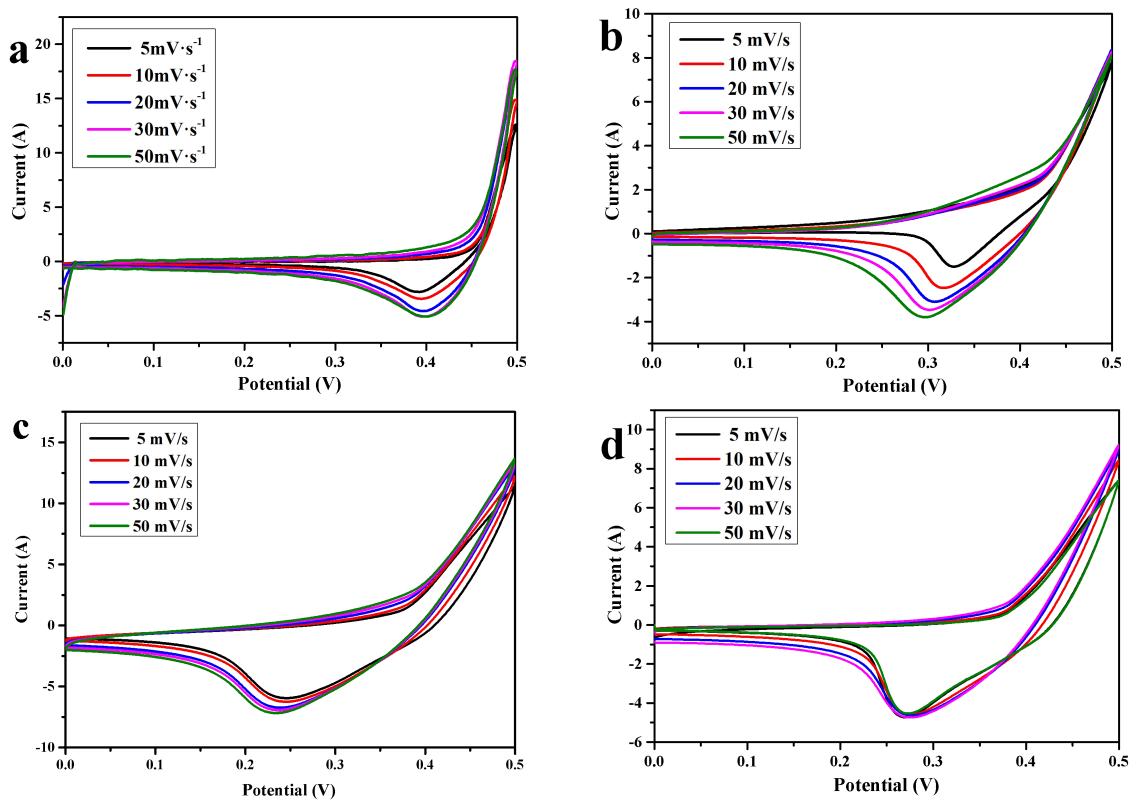 a
5mV·s-1
10mV·s-1
20mV·s-1
30mV·s-1
50mV·s-1
20
15
10
5
0
-5
0.0 0.1 0.2 0.3 0.4 0.5
Current (A)
Potential (V)
b
5 mV/s
10 mV/s
20 mV/s
30 mV/s
50 mV/s
10
8
6
4
2
0
-2
-4
0.0 0.1 0.2 0.3 0.4 0.5
Current (A)
Potential (V)
c
5 mV/s
10 mV/s
20 mV/s
30 mV/s
50 mV/s
15
10
5
0
-5
-10
0.0 0.1 0.2 0.3 0.4 0.5
Current (A)
Potential (V)
d
5 mV/s
10 mV/s
20 mV/s
30 mV/s
50 mV/s
10
8
6
4
2
0
-2
-4
-6
0.0 0.1 0.2 0.3 0.4 0.5
Current (A)
Potential (V)